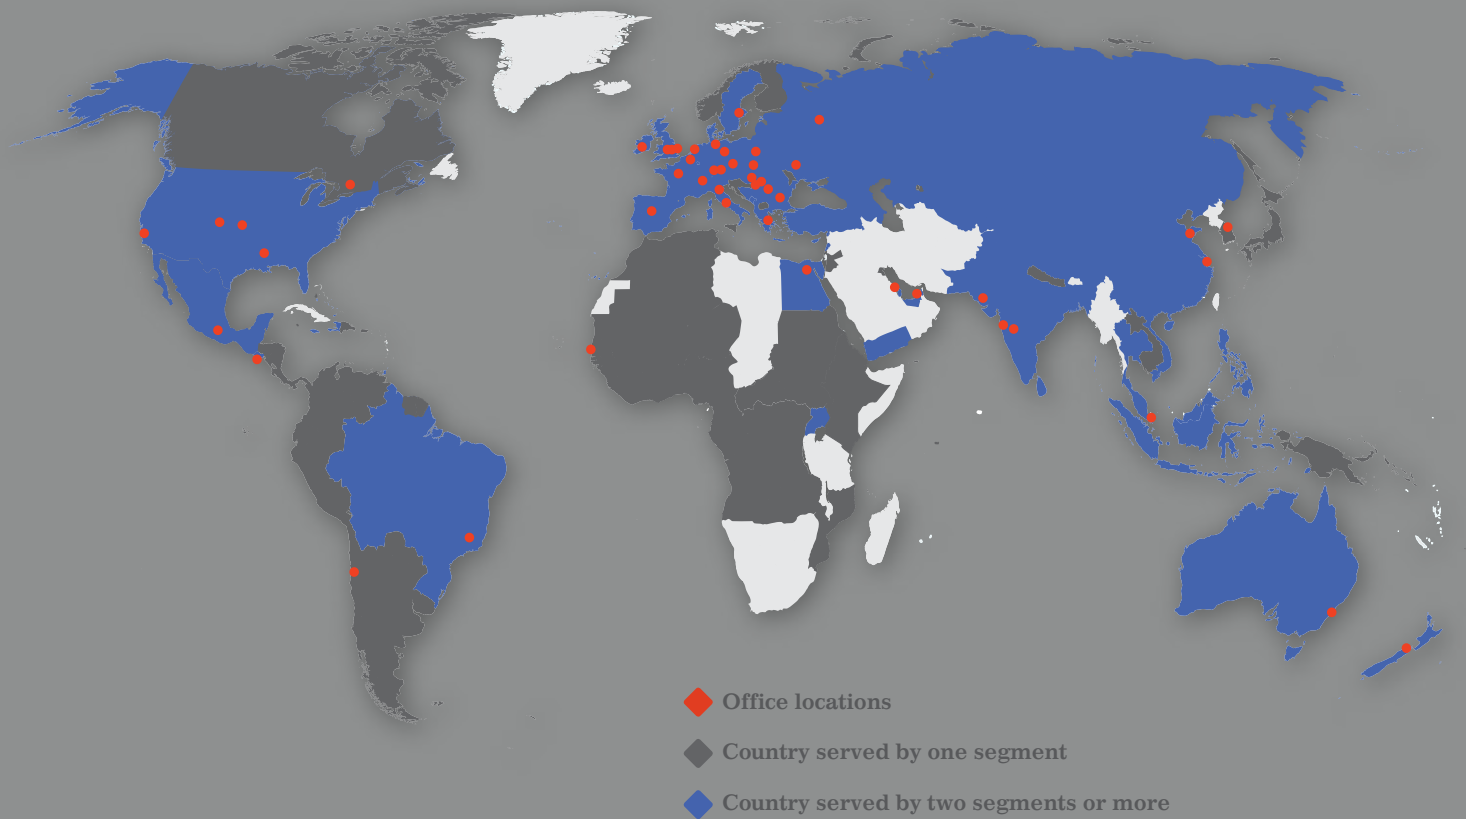 Office locations
Country served by one segment
Country served by two segments or more